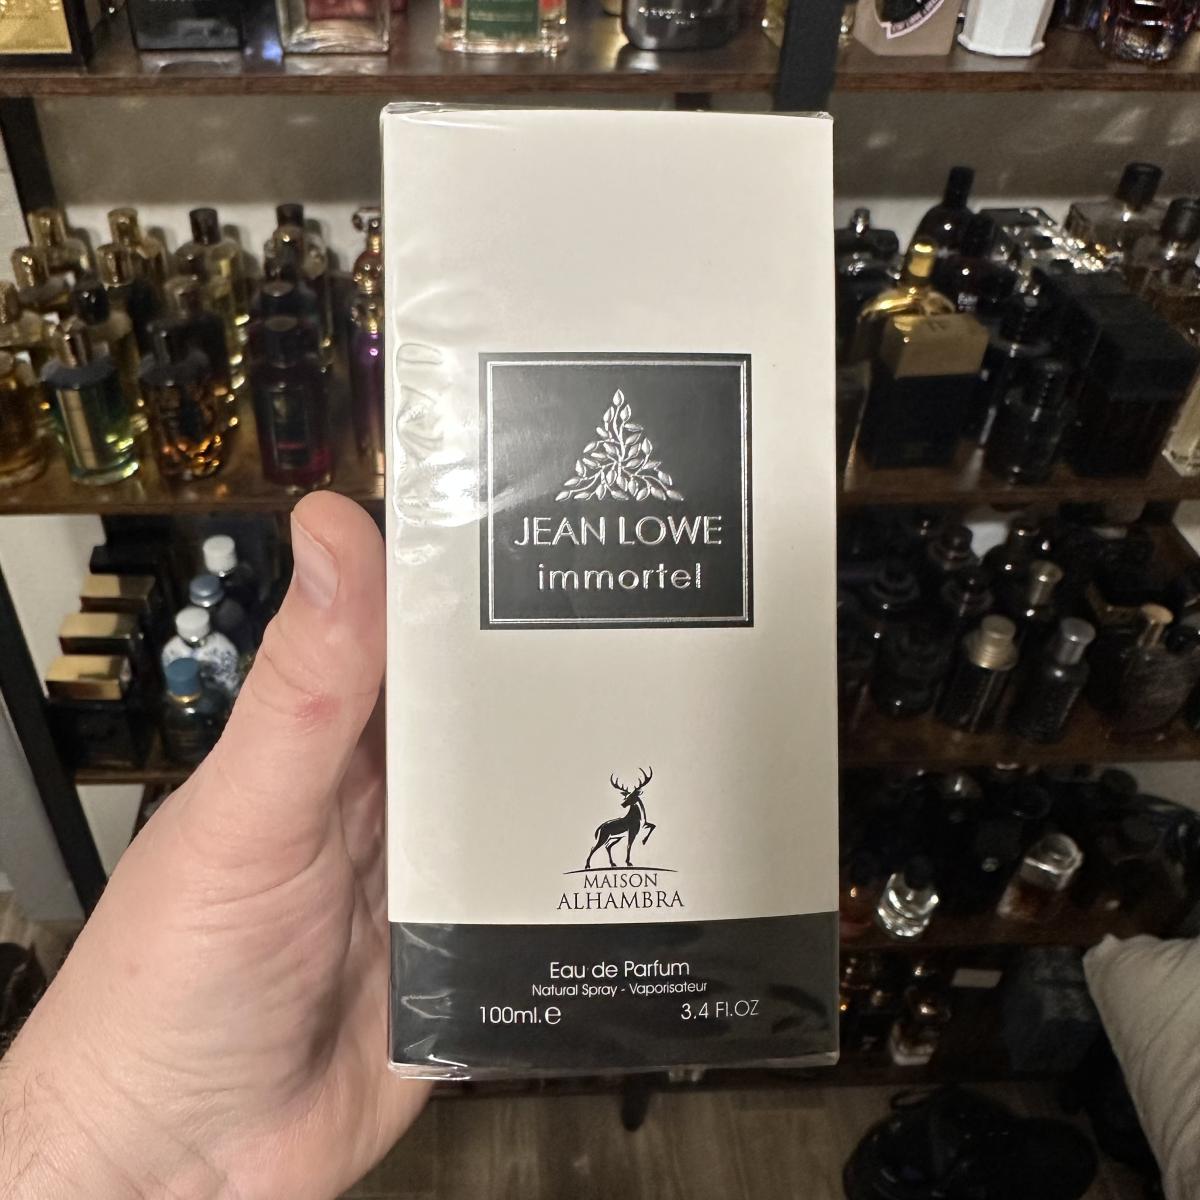 JEAN LOWE
immortel
MAISON
ALHAMBRA
Eau de Parfum
Natural Spray - Vaporisateur
100ml.e 3.4 Fl.OZ